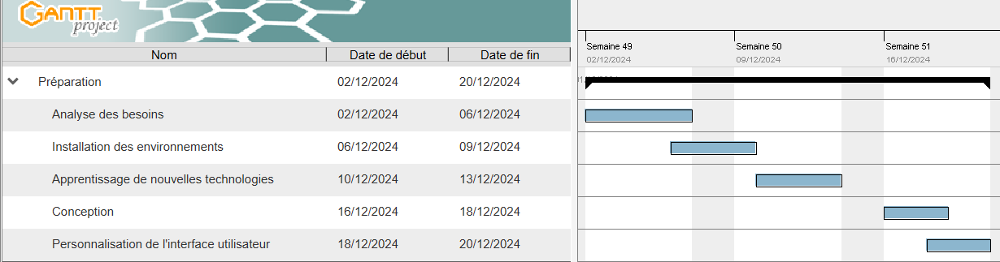 GANTT
project
Semaine 49
Semaine 50
Semaine 51
02/12/2024
09/12/2024
16/12/2024
Nom
Date de début
Date de fin
Préparation
02/12/2024
20/12/2024
Analyse des besoins
02/12/2024
06/12/2024
Installation des environnements
06/12/2024
09/12/2024
Apprentissage de nouvelles technologies
10/12/2024
13/12/2024
Conception
16/12/2024
18/12/2024
Personnalisation de l'interface utilisateur
18/12/2024
20/12/2024